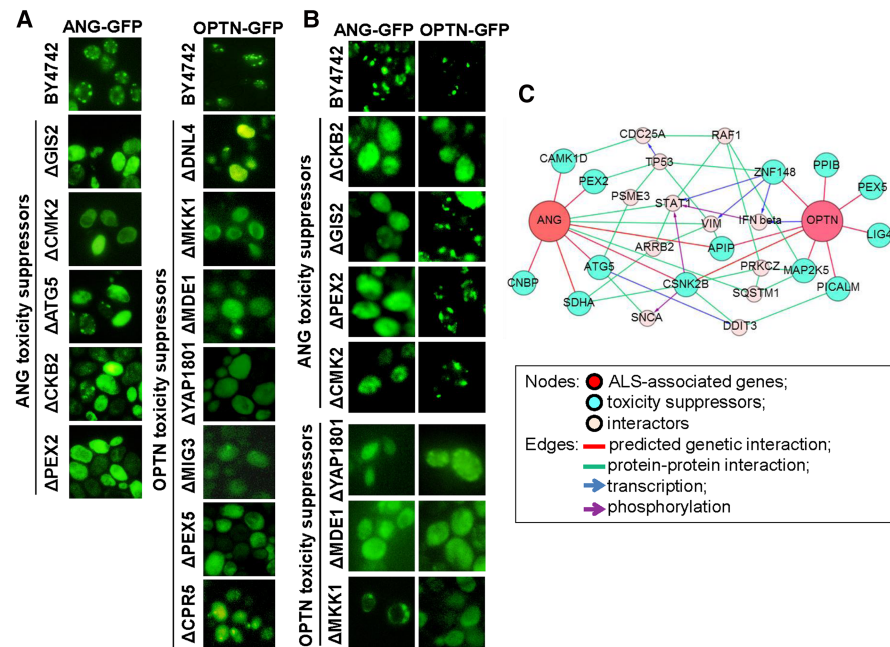 A
ANG-GFP
OPTN-GFP
BY4742
BY4742
ANG toxicity suppressors
ΔGIS2
ΔCMK2
ΔATG5
ΔCKB2
ΔPEX2
OPTN toxicity suppressors
ΔDNL4
ΔMKK1
ΔMDE1
ΔYAP1801
ΔMIG3
ΔPEX5
ΔCPR5
B
ANG-GFP OPTN-GFP
BY4742
ANG toxicity suppressors
ΔCKB2
ΔGIS2
ΔPEX2
ΔCMK2
OPTN toxicity suppressors
ΔYAP1801
ΔMDE1
ΔMKK1
C
CDC25A
RAF1
CAMK1D
TP53
ZNF148
PPIB
PEX2
PEX5
PSME3
STAT1
ANG
VIM
IFN beta
OPTN
LIG4
ARRB2
APIP
ATG5
PRKCZ
MAP2K5
CNBP
CSNK2B
SQSTM1
PICALM
SDHA
SNCA
DDIT3
Nodes: ALS-associated genes;
toxicity suppressors;
interactors
Edges: predicted genetic interaction;
protein-protein interaction;
transcription;
phosphorylation